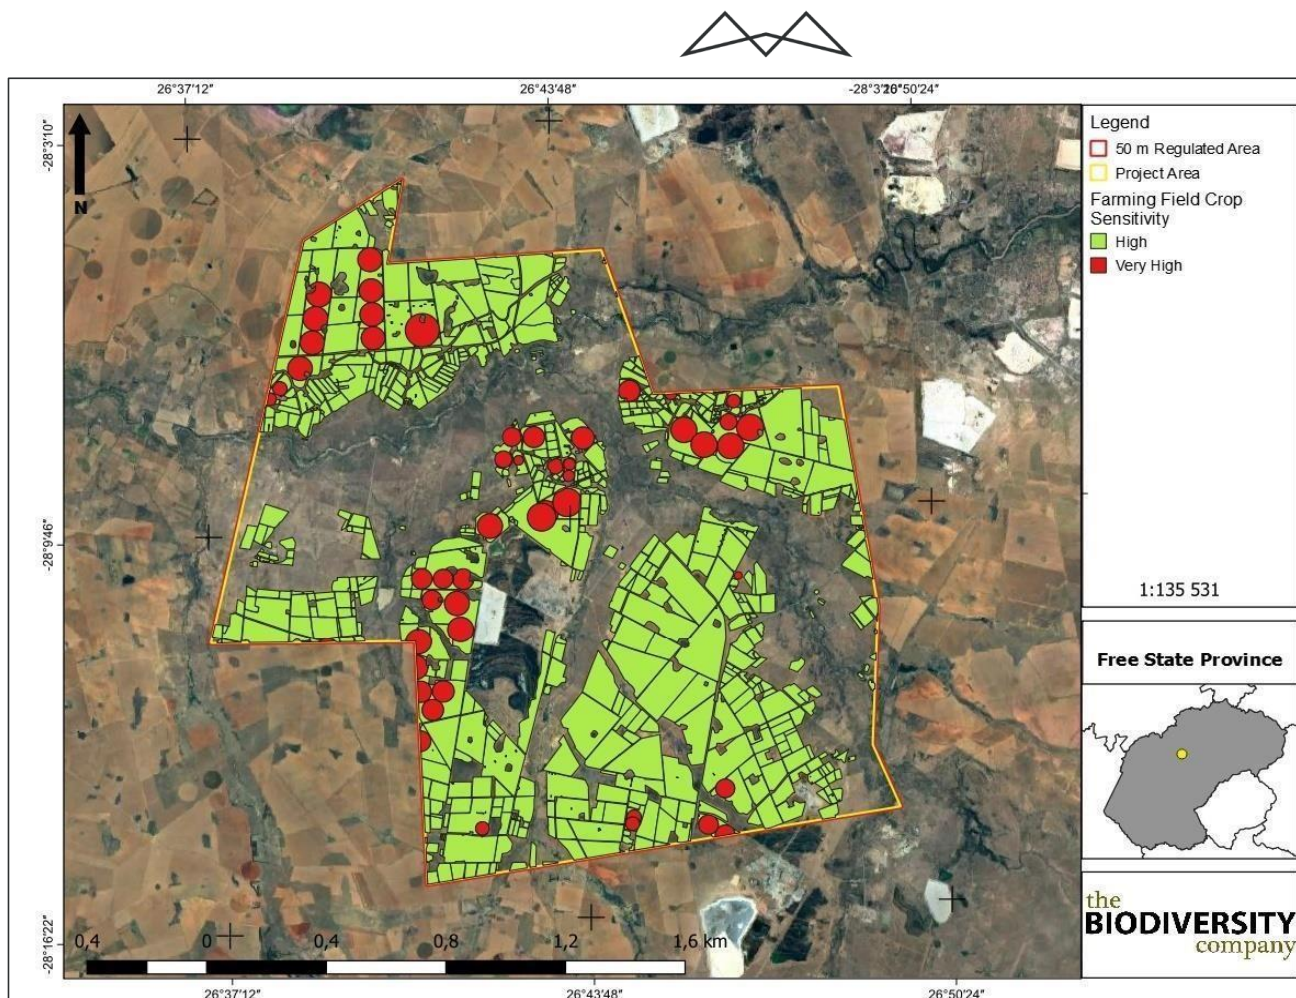 26°37'12"
26°43'48"
-28°3'10"
26°50'24"
-28°3'10"
N
Legend
50 m Regulated Area
Project Area
Farming Field Crop
Sensitivity
High
Very High
-28°9'46"
1:135 531
Free State Province
-28°16'22"
0,4
0
0,4
0,8
1,2
1,6 km
the
BIODIVERSITY
company
26°37'12"
26°43'48"
26°50'24"